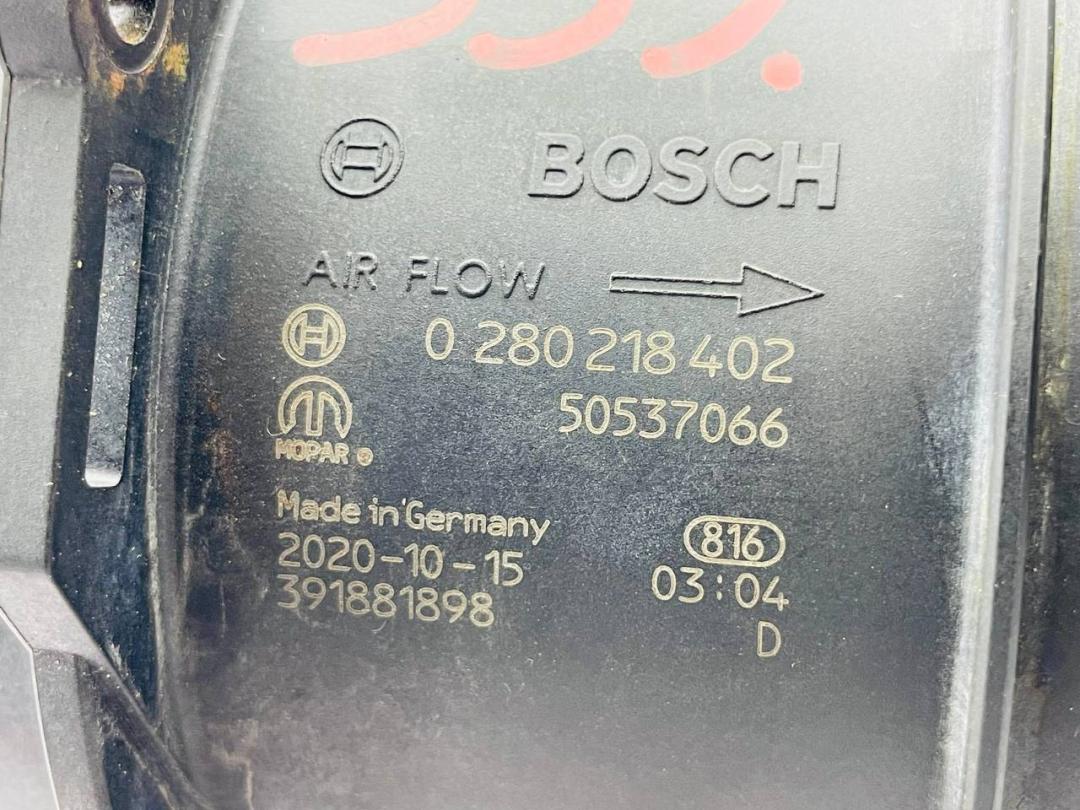 BOSCH
AIR FLOW
0 280 218 402
50537066
MOPAR ®
Made in Germany
816
2020-10-15
03:04
391881898
D